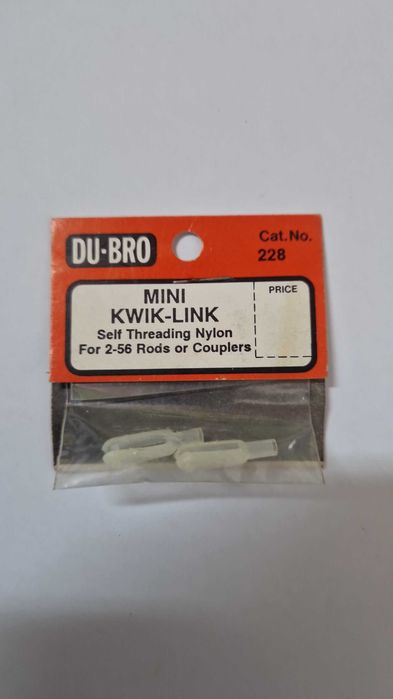 DU-BRO
Cat.No.
228
MINI
KWIK-LINK
Self Threading Nylon
For 2-56 Rods or Couplers
PRICE